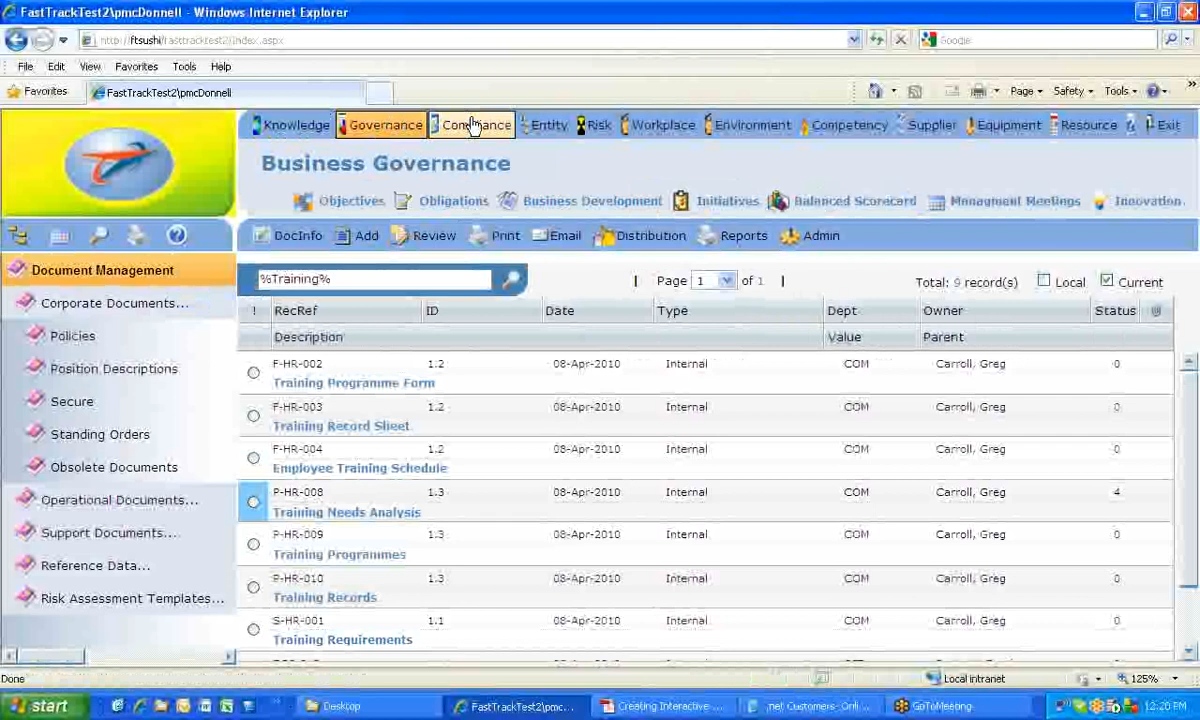 FastTrackTest2\pmcDonnell - Windows Internet Explorer
http://ftsushi/fasttracktest2/index.aspx
Google
File Edit View Favorites Tools Help
Favorites FastTrackTest2\pmcDonnell Page Safety Tools »
Knowledge Governance Compliance Entity Risk Workplace Environment Competency Supplier Equipment Resource Exit
Business Governance
Objectives Obligations Business Development Initiatives Balanced Scorecard Managment Meetings Innovation
DocInfo Add Review Print Email Distribution Reports Admin
Document Management
Corporate Documents...
Policies
Position Descriptions
Secure
Standing Orders
Obsolete Documents
Operational Documents...
Support Documents...
Reference Data...
Risk Assessment Templates...
%Training% | Page 1 of 1 | Total: 9 record(s) Local Current
! RecRef ID Date Type Dept Owner Status
Description Value Parent
F-HR-002 1.2 08-Apr-2010 Internal COM Carroll, Greg 0
Training Programme Form
F-HR-003 1.2 08-Apr-2010 Internal COM Carroll, Greg 0
Training Record Sheet
F-HR-004 1.2 08-Apr-2010 Internal COM Carroll, Greg 0
Employee Training Schedule
P-HR-008 1.3 08-Apr-2010 Internal COM Carroll, Greg 4
Training Needs Analysis
P-HR-009 1.3 08-Apr-2010 Internal COM Carroll, Greg 0
Training Programmes
P-HR-010 1.3 08-Apr-2010 Internal COM Carroll, Greg 0
Training Records
S-HR-001 1.1 08-Apr-2010 Internal COM Carroll, Greg 0
Training Requirements
Done Local intranet 125%
start Desktop FastTrackTest2\pmc... Creating Interactive ... .net Customers- Onli... GoToMeeting 12:20 PM